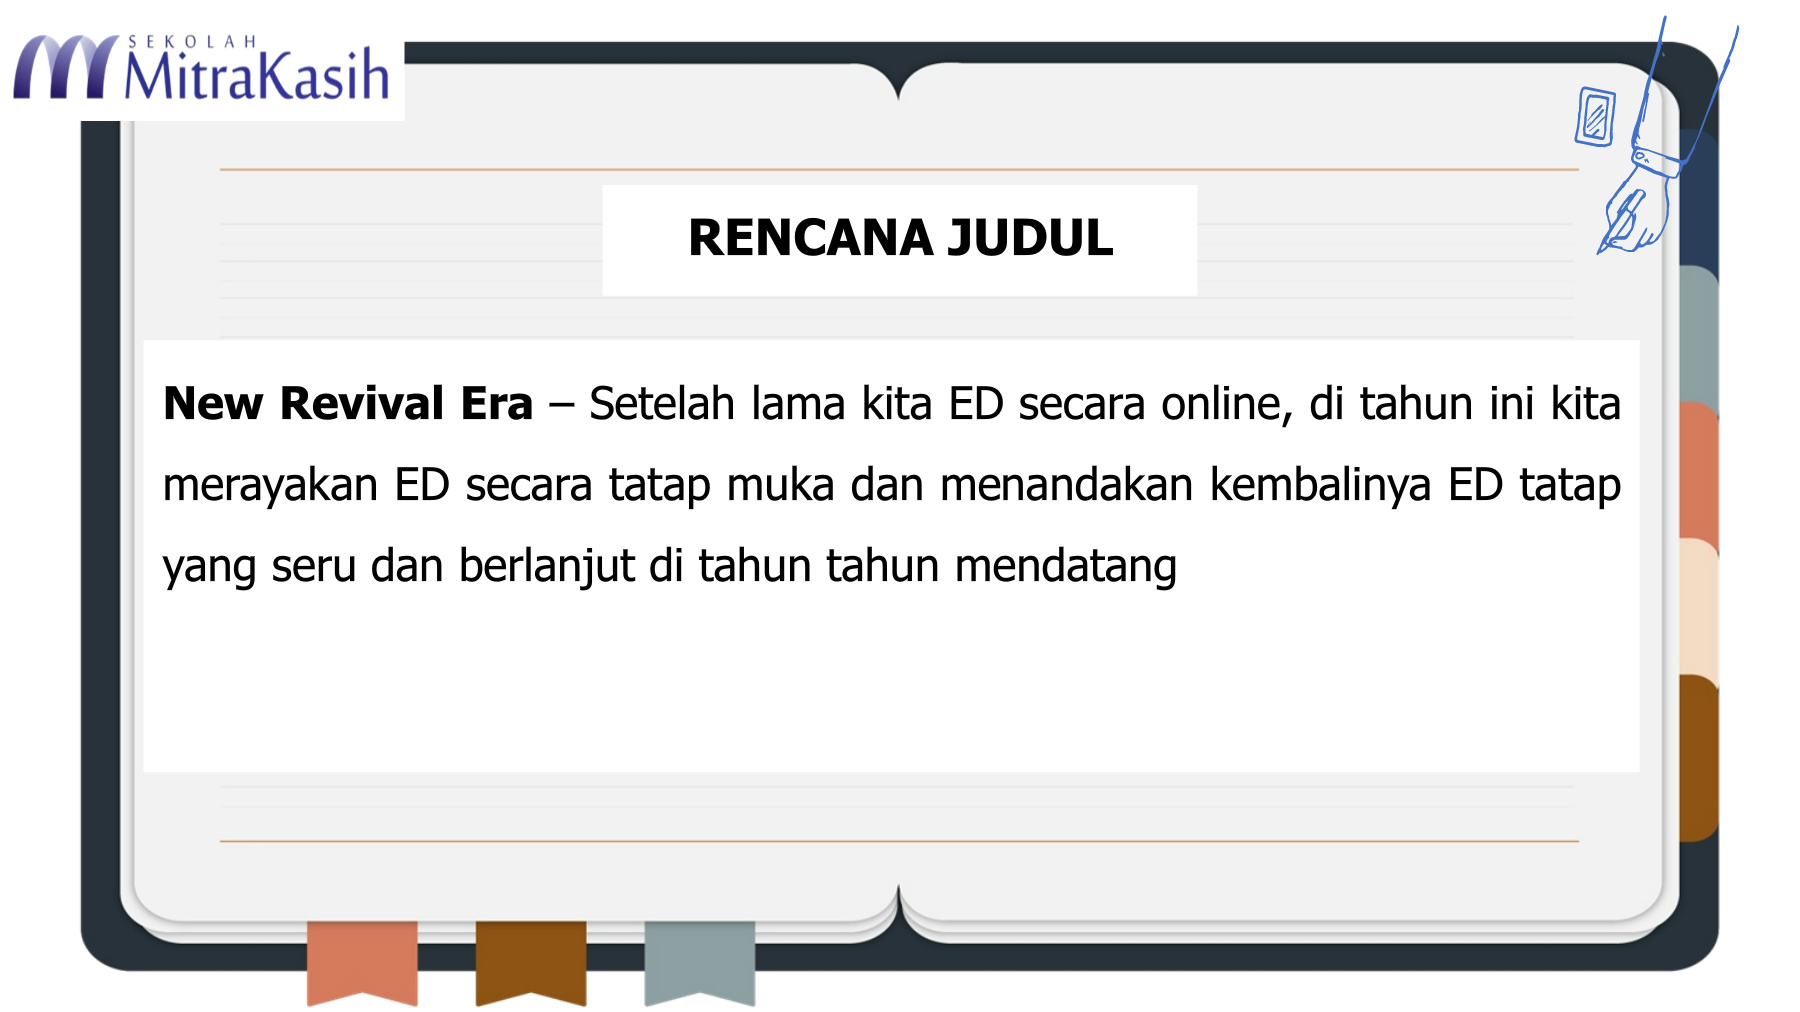 SEKOLAH
MitraKasih
RENCANA JUDUL
New Revival Era – Setelah lama kita ED secara online, di tahun ini kita
merayakan ED secara tatap muka dan menandakan kembalinya ED tatap
yang seru dan berlanjut di tahun tahun mendatang